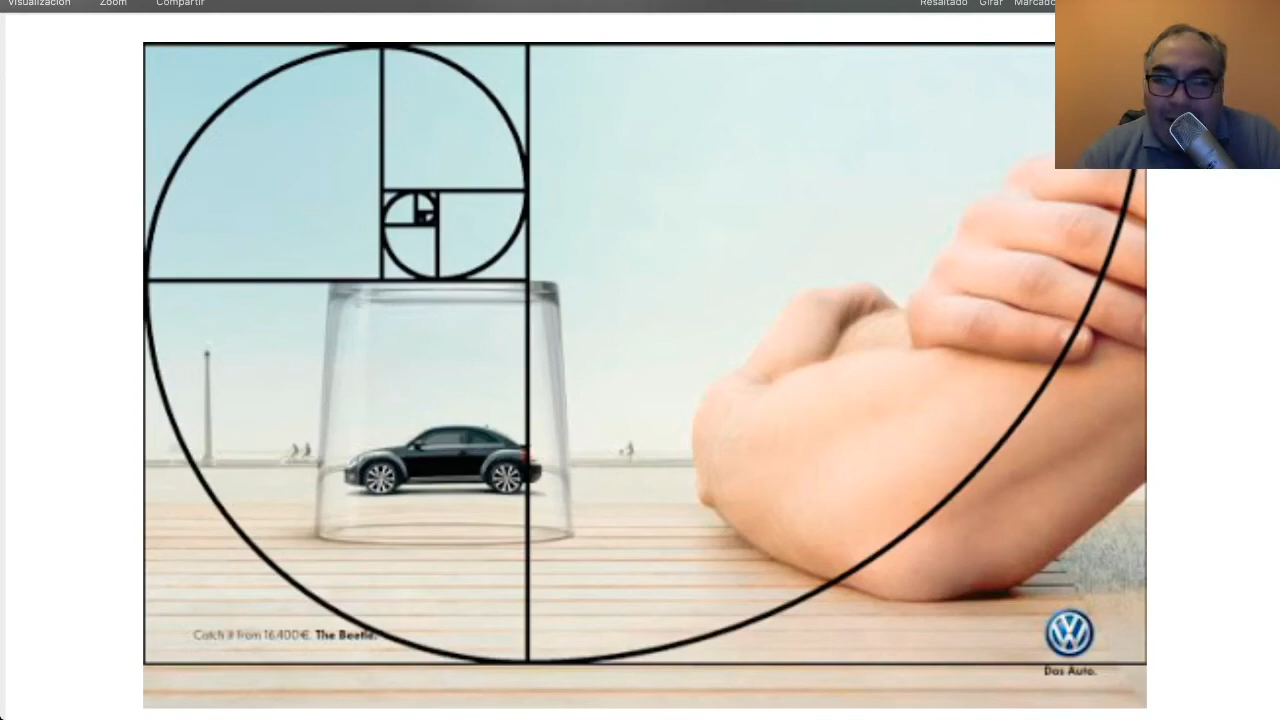 Visualización Zoom Compartir Resaltado Girar
Catch it from 16.400€. The Beetle.
Das Auto.